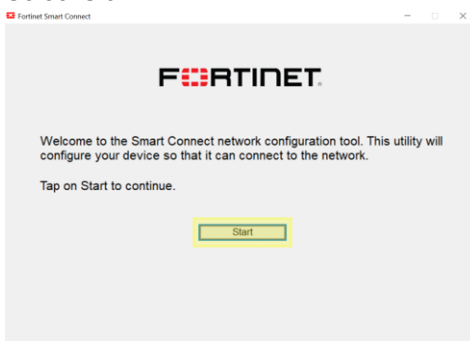 Fortinet Smart Connect
FORTINET
Welcome to the Smart Connect network configuration tool. This utility will
configure your device so that it can connect to the network.
Tap on Start to continue.
Start